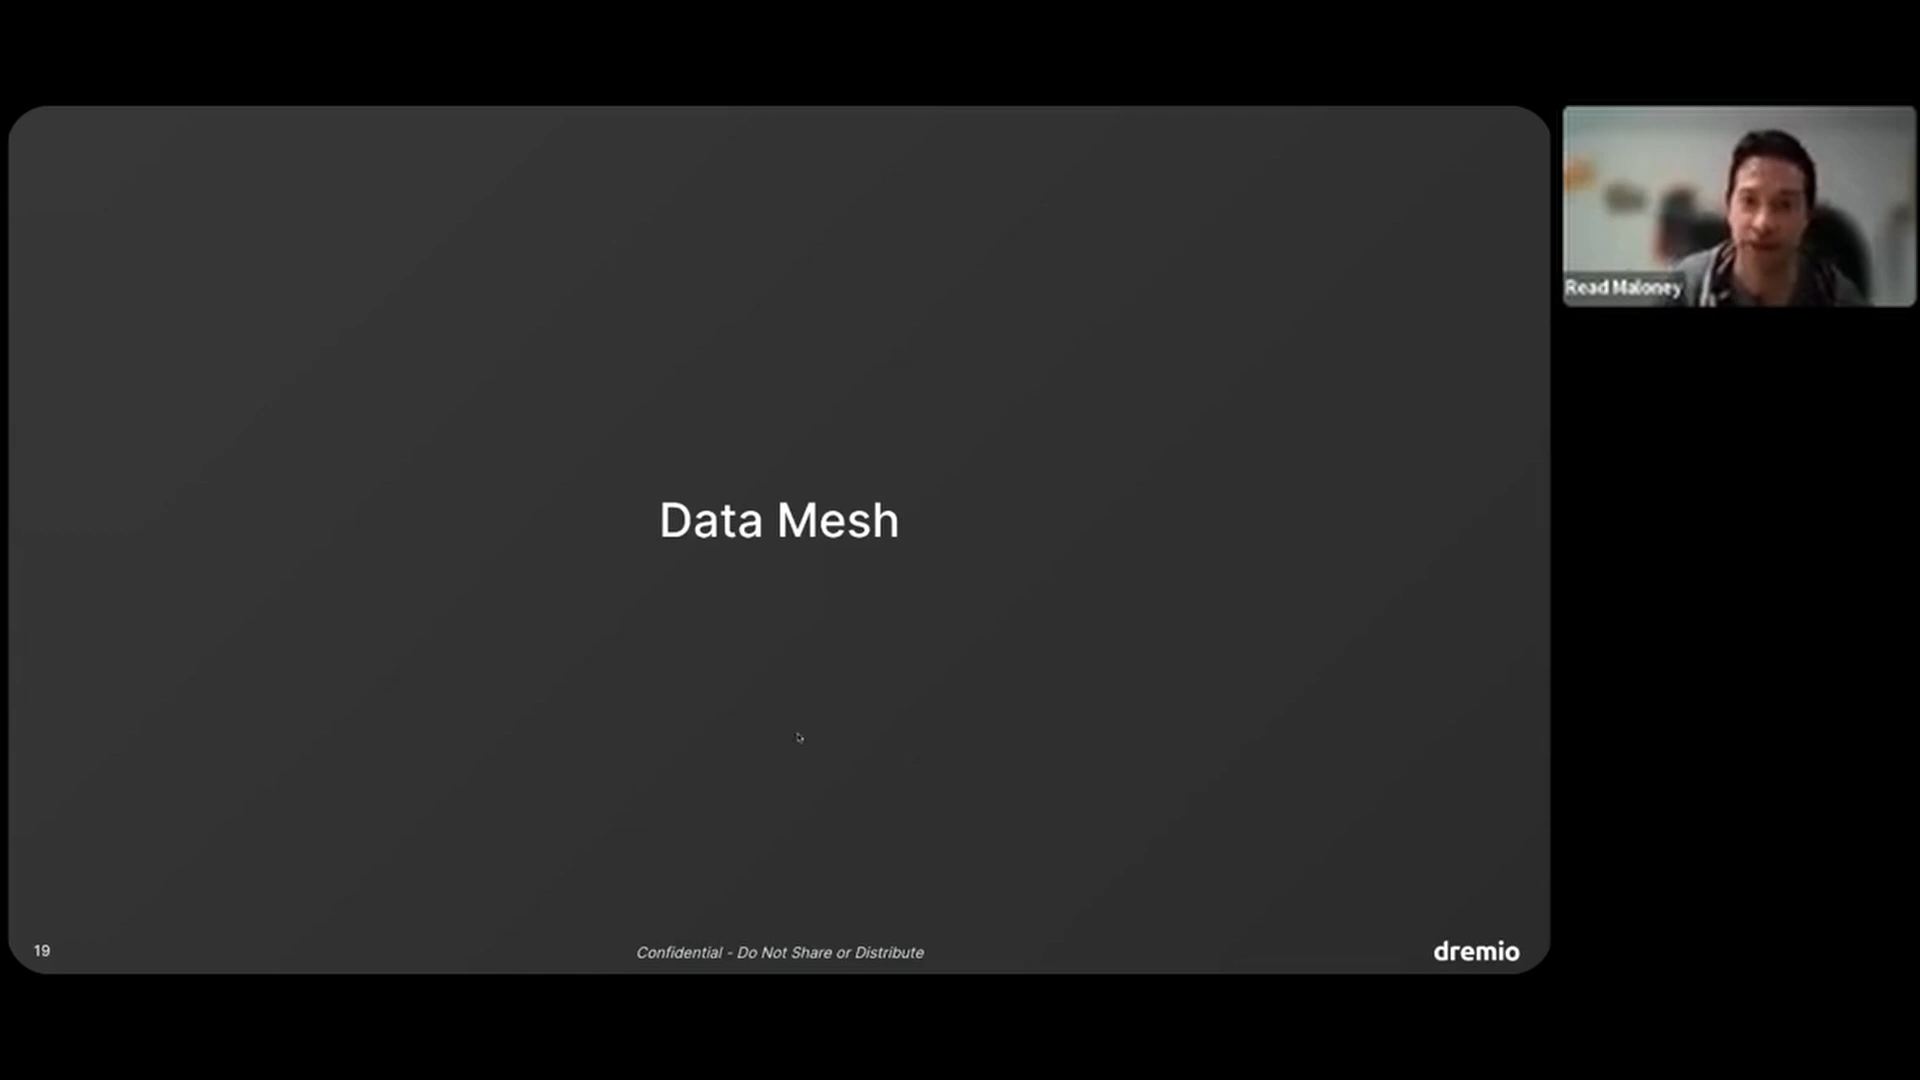 Data Mesh
Read Maloney
19
Confidential - Do Not Share or Distribute
dremio